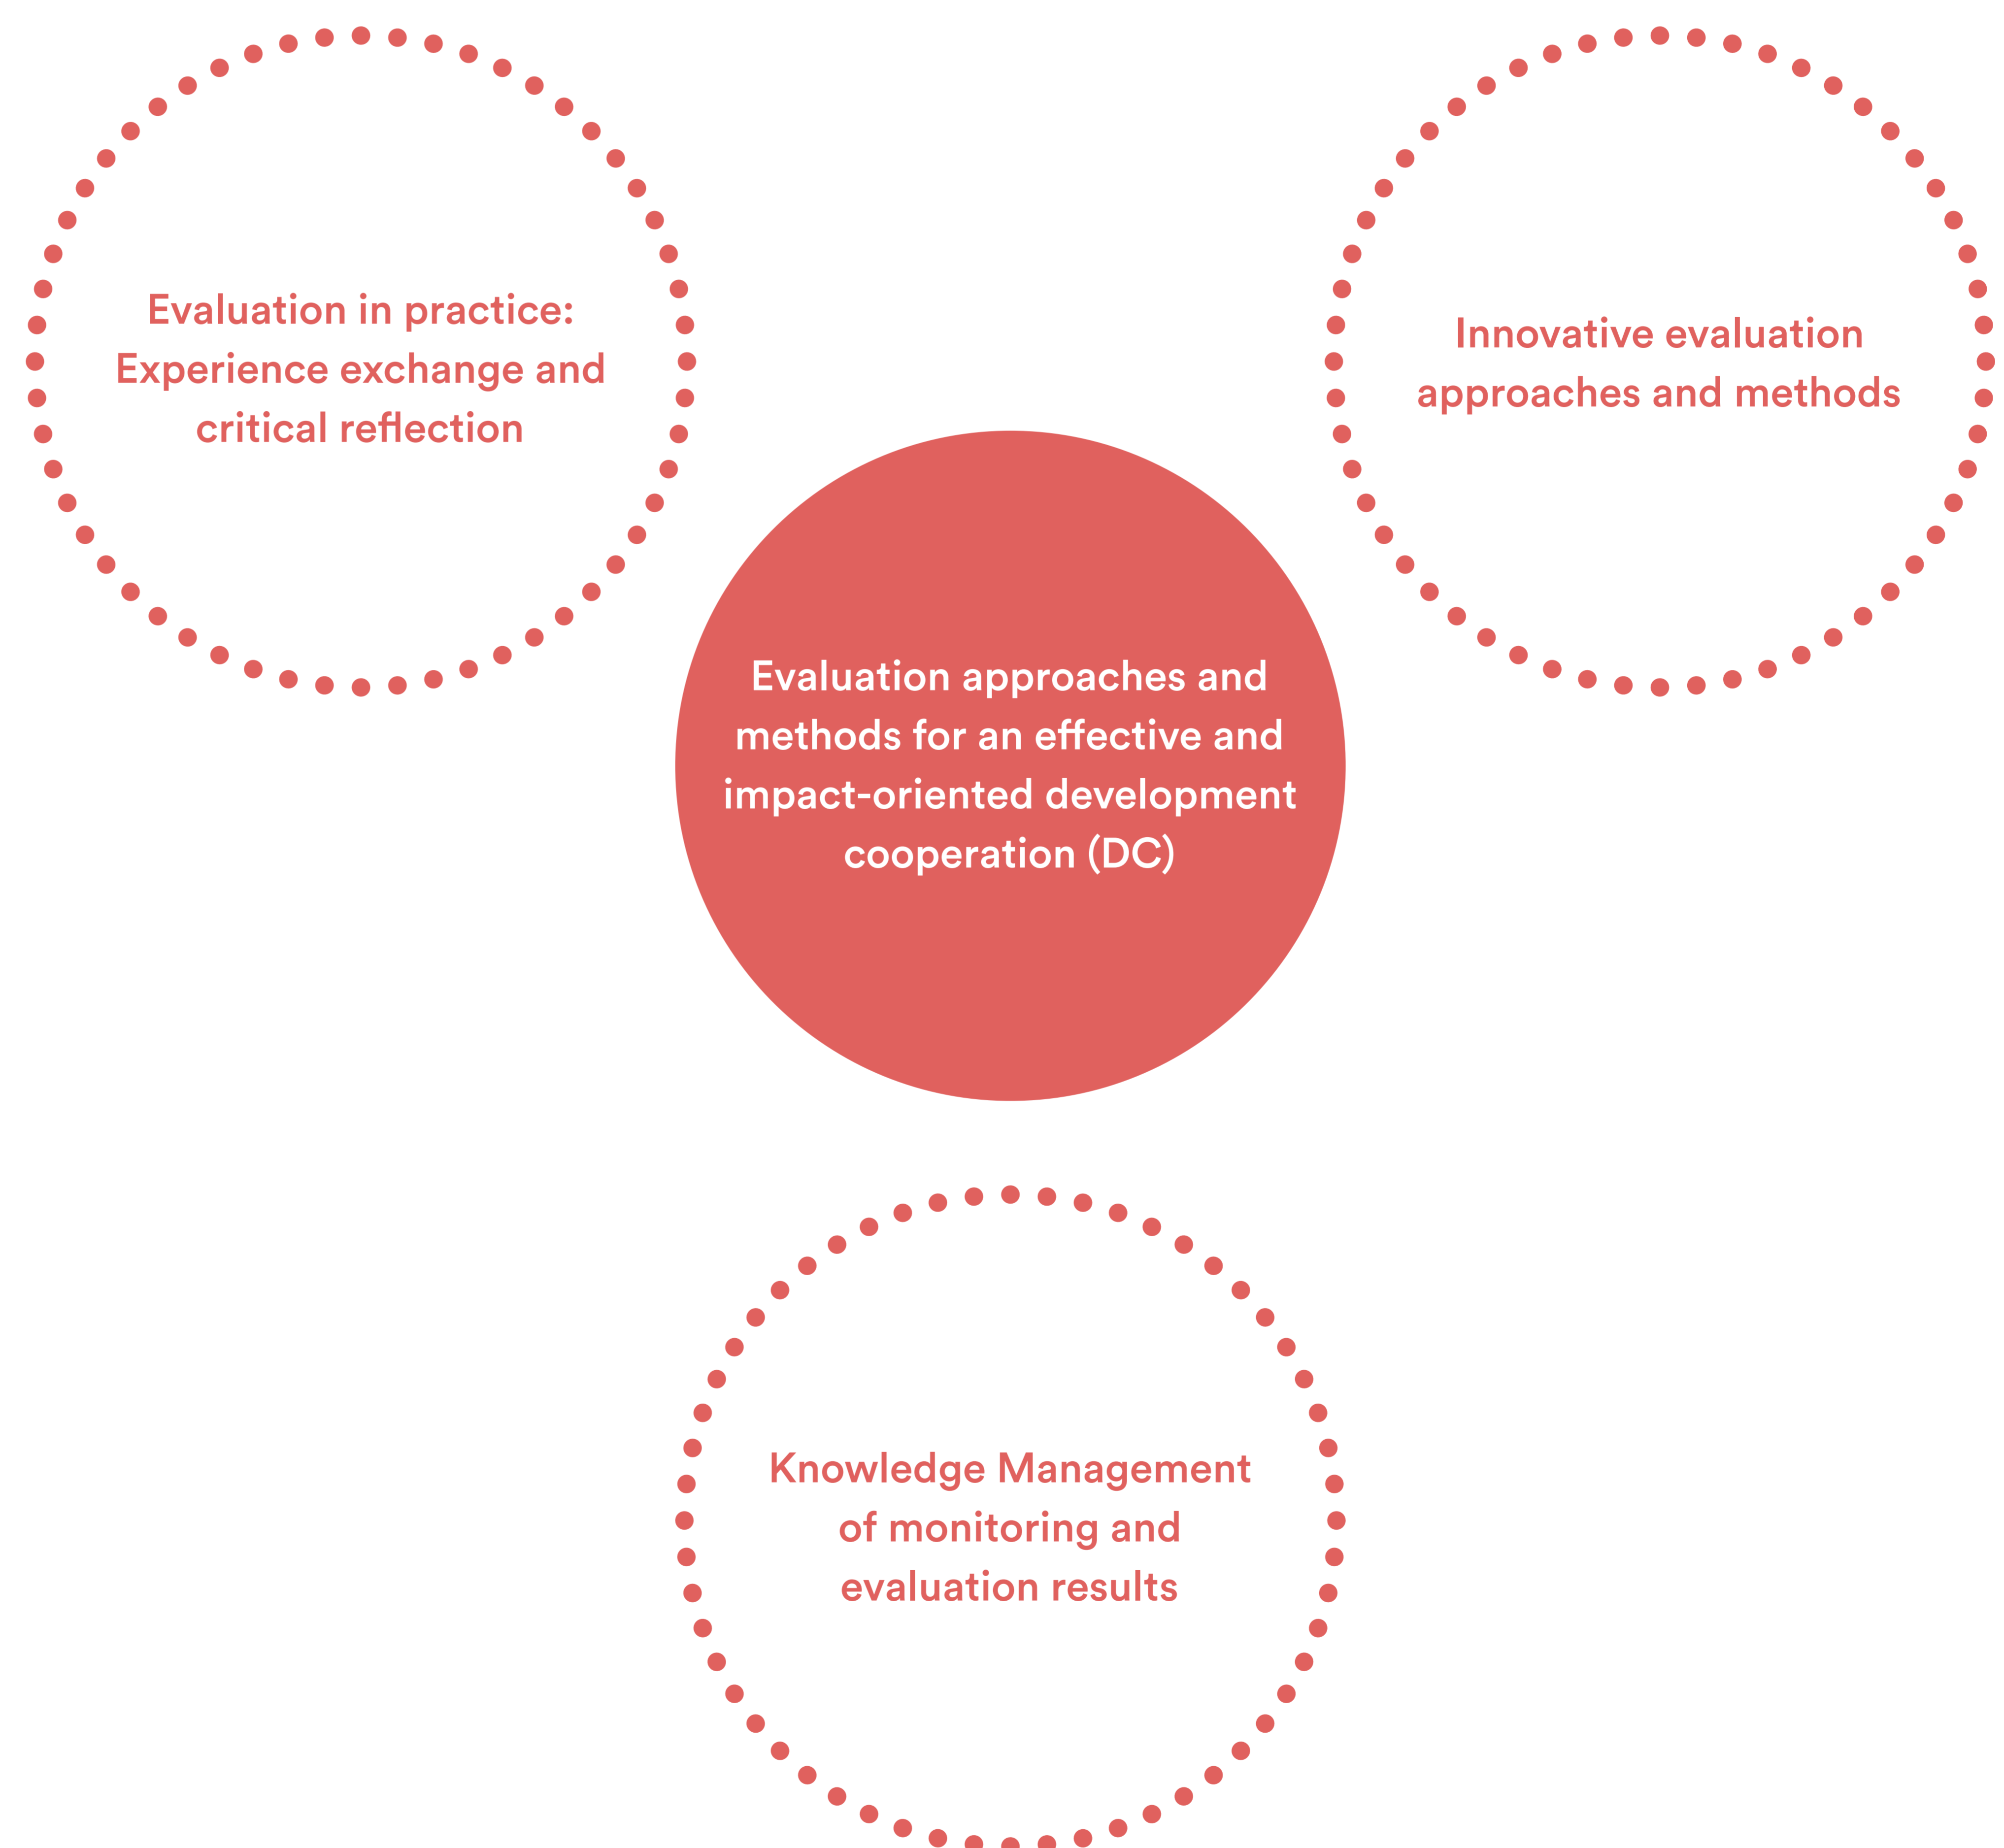 Evaluation in practice:
Experience exchange and
critical reflection
Innovative evaluation
approaches and methods
Evaluation approaches and
methods for an effective and
impact-oriented development
cooperation (DC)
Knowledge Management
of monitoring and
evaluation results